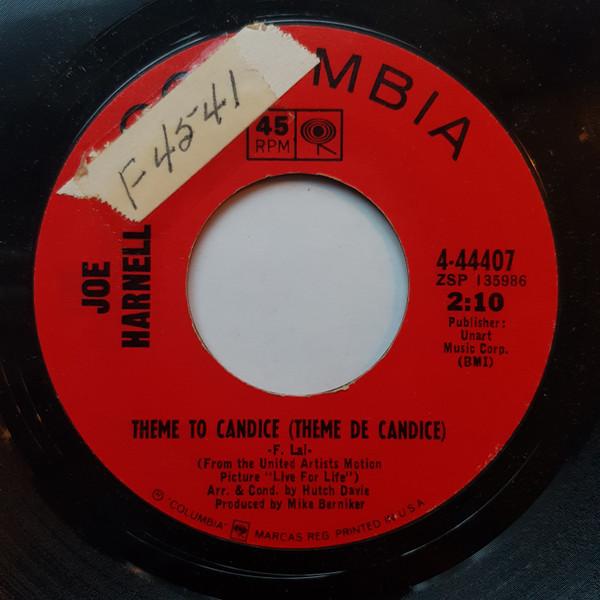 COLUMBIA
F-4541
45
RPM
JOE
HARNELL
4-44407
ZSP 135986
2:10
Publisher:
Unart
Music Corp.
(BMI)
THEME TO CANDICE (THEME DE CANDICE)
-F. Lai-
(From the United Artists Motion
Picture "Live For Life")
Arr. & Cond. by Hutch Davie
Produced by Mike Berniker
℗ "COLUMBIA" MARCAS REG. PRINTED IN U.S.A.